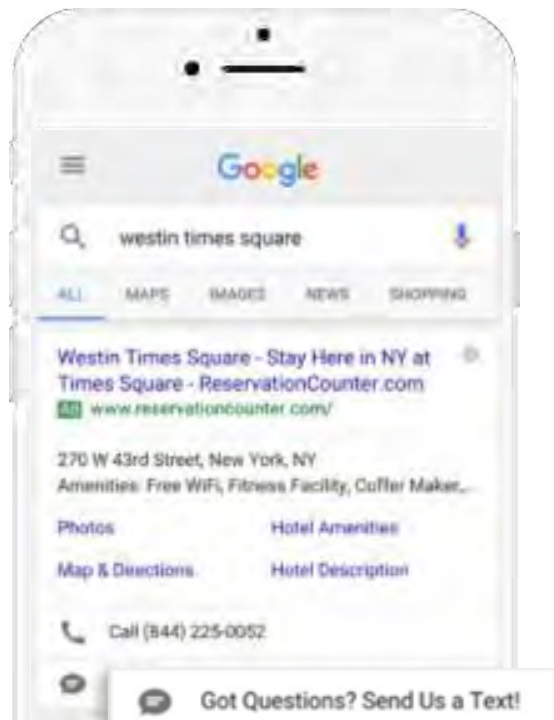 Google
westin times square
ALL MAPS IMAGES NEWS SHOPPING
Westin Times Square - Stay Here in NY at
Times Square - ReservationCounter.com
Ad www.reservationcounter.com/
270 W 43rd Street, New York, NY
Amenities: Free WiFi, Fitness Facility, Coffer Maker,...
Photos Hotel Amenities
Map & Directions Hotel Description
Call (844) 225-0052
Got Questions? Send Us a Text!